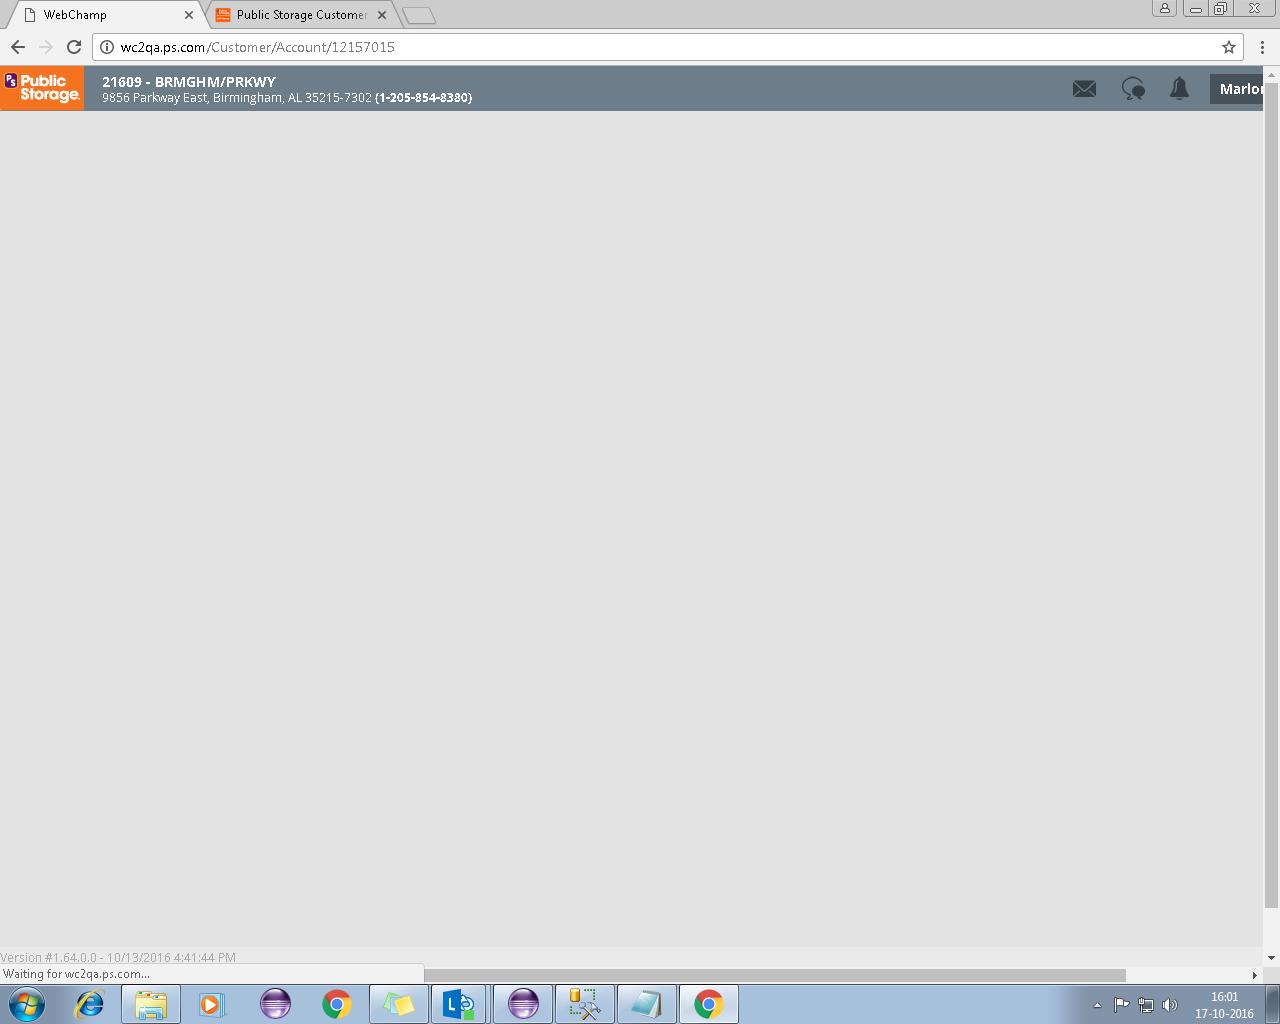 WebChamp
Public Storage Customer
wc2qa.ps.com/Customer/Account/12157015
PS Public
Storage.
21609 - BRMGHM/PRKWY
9856 Parkway East, Birmingham, AL 35215-7302 (1-205-854-8380)
Marlo
Version #1.64.0.0 - 10/13/2016 4:41:44 PM
Waiting for wc2qa.ps.com...
16:01
17-10-2016